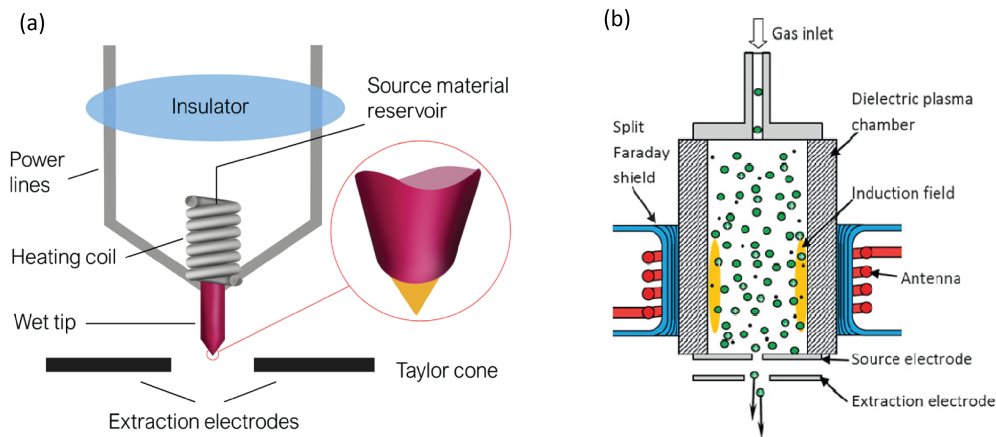 (a)
Insulator
Source material
reservoir
Power
lines
Heating coil
Wet tip
Taylor cone
Extraction electrodes
(b)
Gas inlet
Dielectric plasma
chamber
Split
Faraday
shield
Induction field
Antenna
Source electrode
Extraction electrode